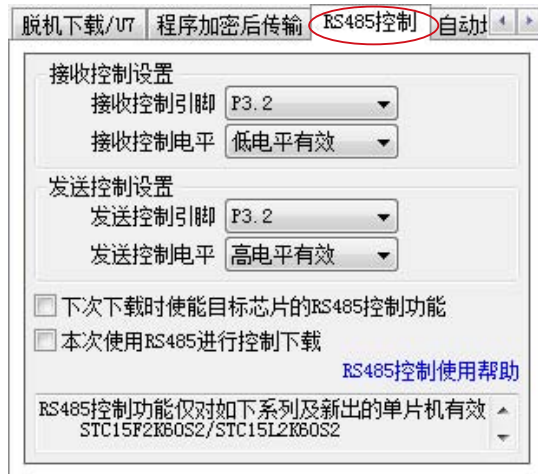 脱机下载/U7 程序加密后传输 RS485控制
接收控制设置
接收控制引脚 P3.2
接收控制电平 低电平有效
发送控制设置
发送控制引脚 P3.2
发送控制电平 高电平有效
下次下载时使能目标芯片的RS485控制功能
本次使用RS485进行控制下载
RS485控制使用帮助
RS485控制功能仅对如下系列及新出的单片机有效
STC15F2K60S2/STC15L2K60S2